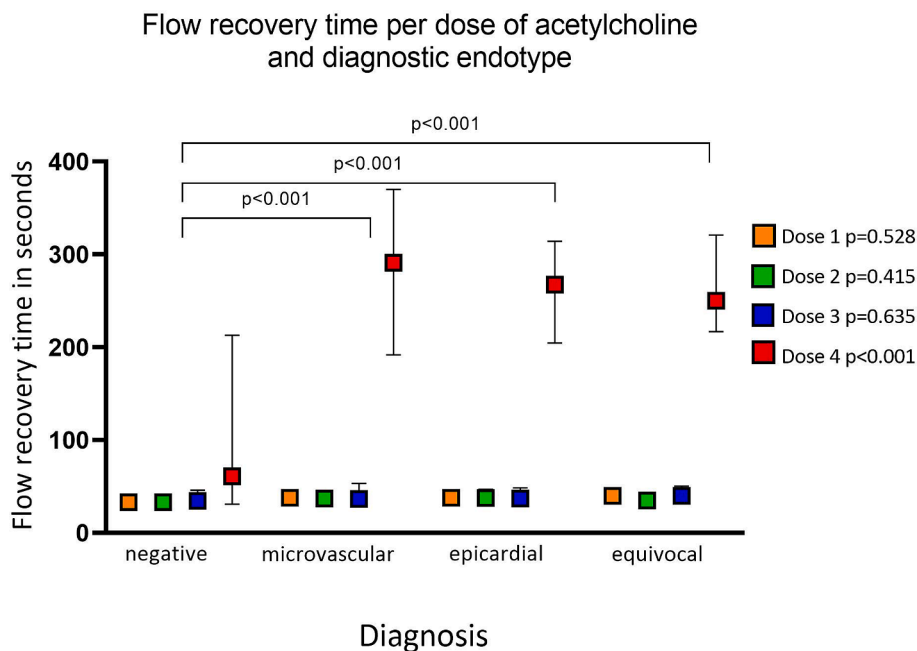 Flow recovery time per dose of acetylcholine
and diagnostic endotype
p<0.001
p<0.001
p<0.001
400
300
200
100
0
Flow recovery time in seconds
Dose 1 p=0.528
Dose 2 p=0.415
Dose 3 p=0.635
Dose 4 p<0.001
negative
microvascular
epicardial
equivocal
Diagnosis